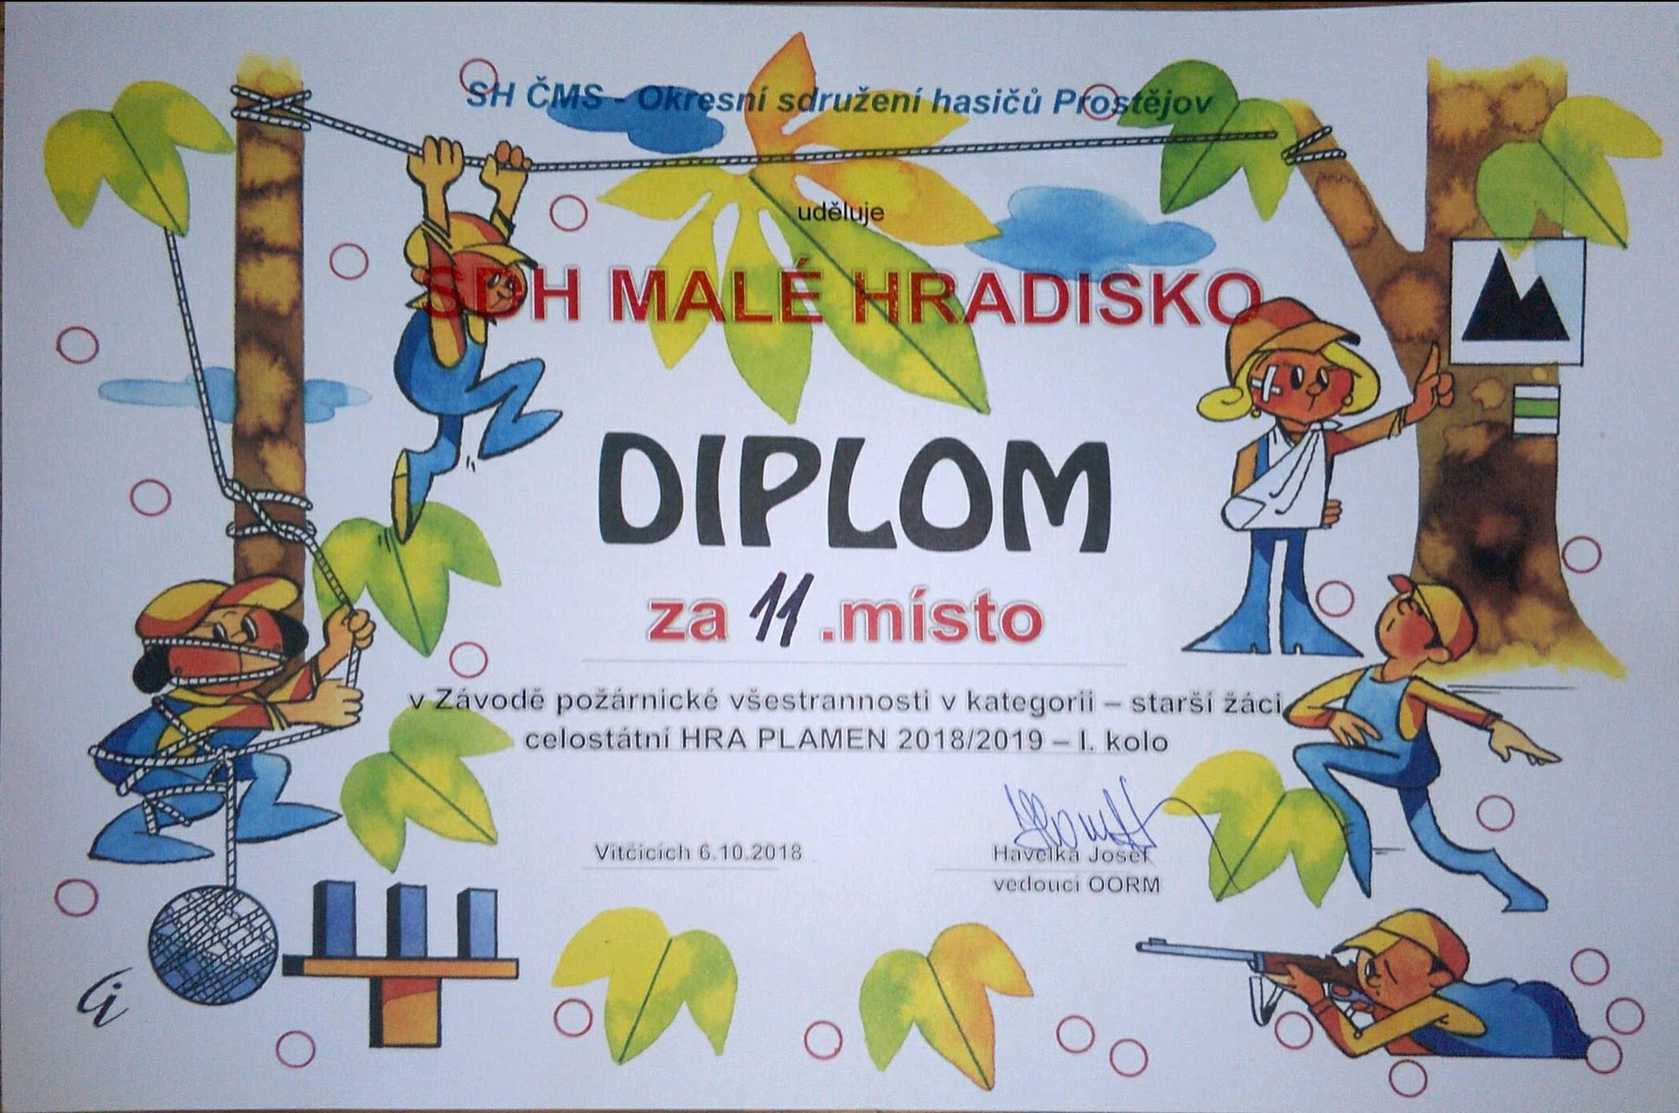 SH ČMS - Okresní sdružení hasičů Prostějov
uděluje
SDH MALÉ HRADISKO
DIPLOM
za 11 .místo
v Závodě požárnické všestrannosti v kategorii – starší žáci
celostátní HRA PLAMEN 2018/2019 – I. kolo
Vitčicích 6.10.2018
Havelka Josef
vedoucí OORM